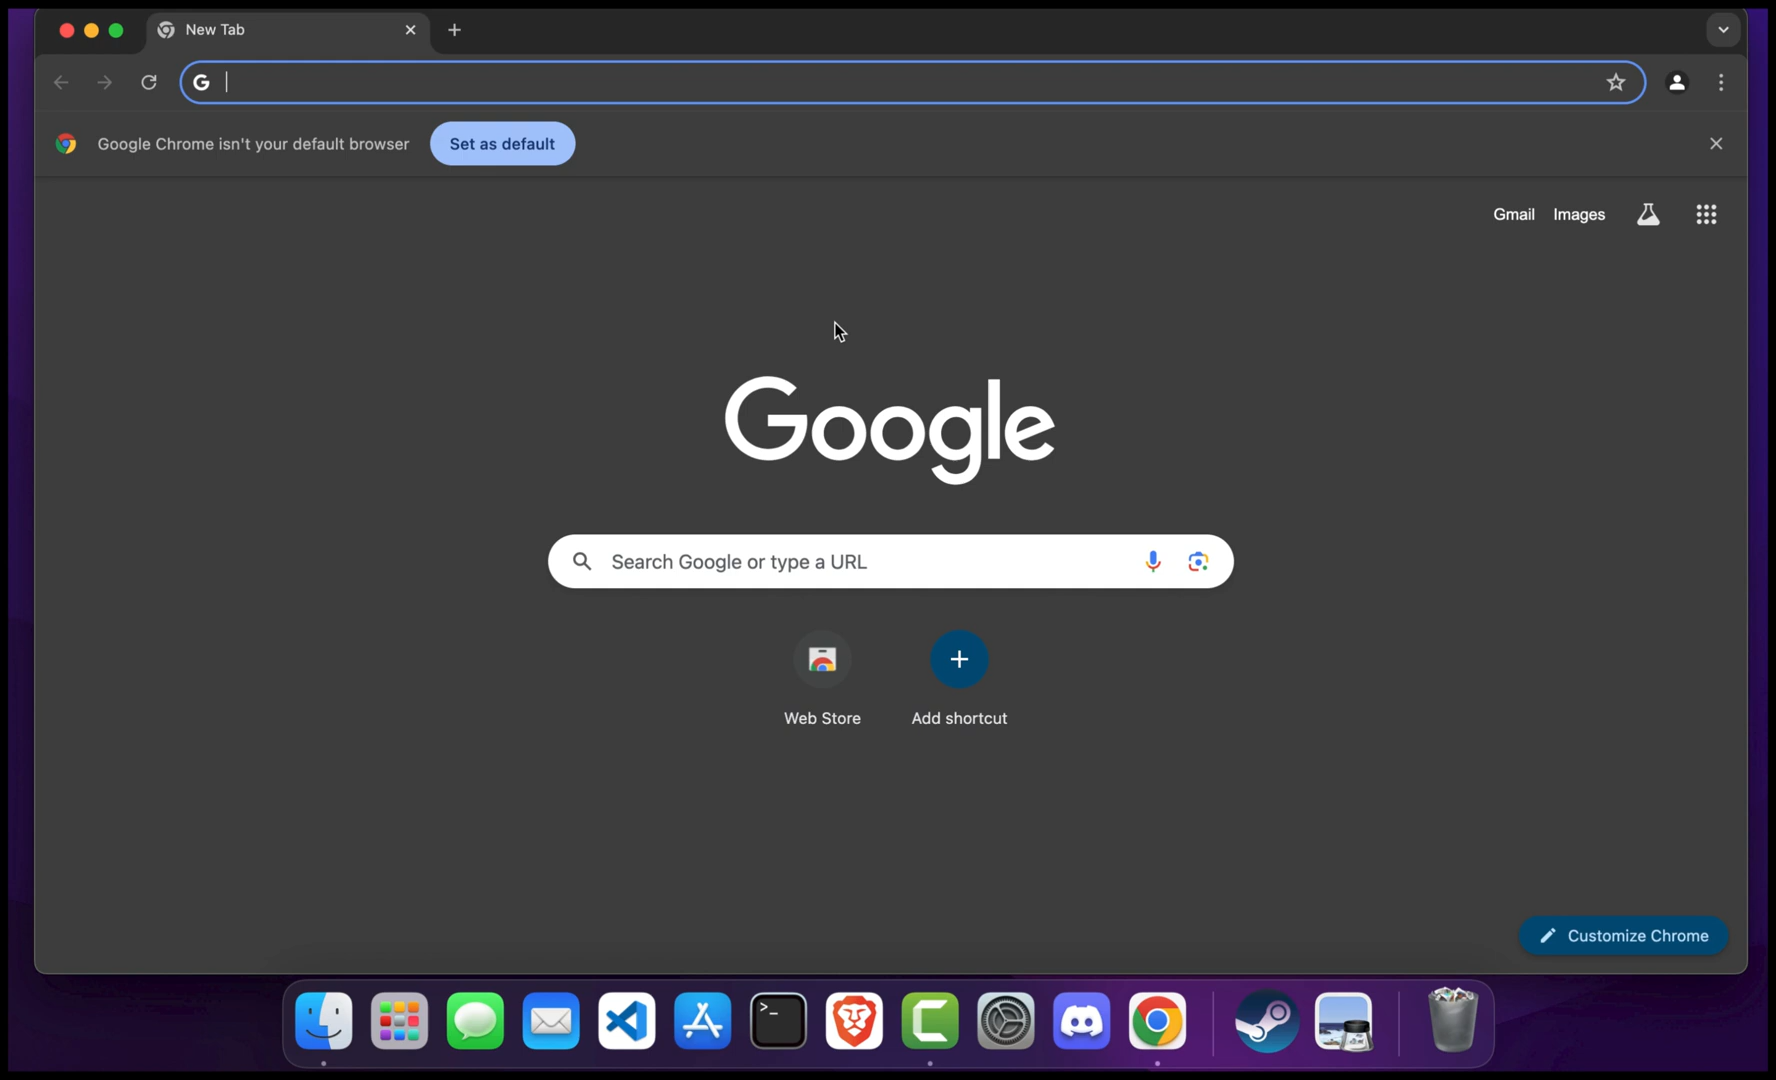 New Tab
Google Chrome isn't your default browser
Set as default
Gmail Images
Google
Search Google or type a URL
Web Store
Add shortcut
Customize Chrome